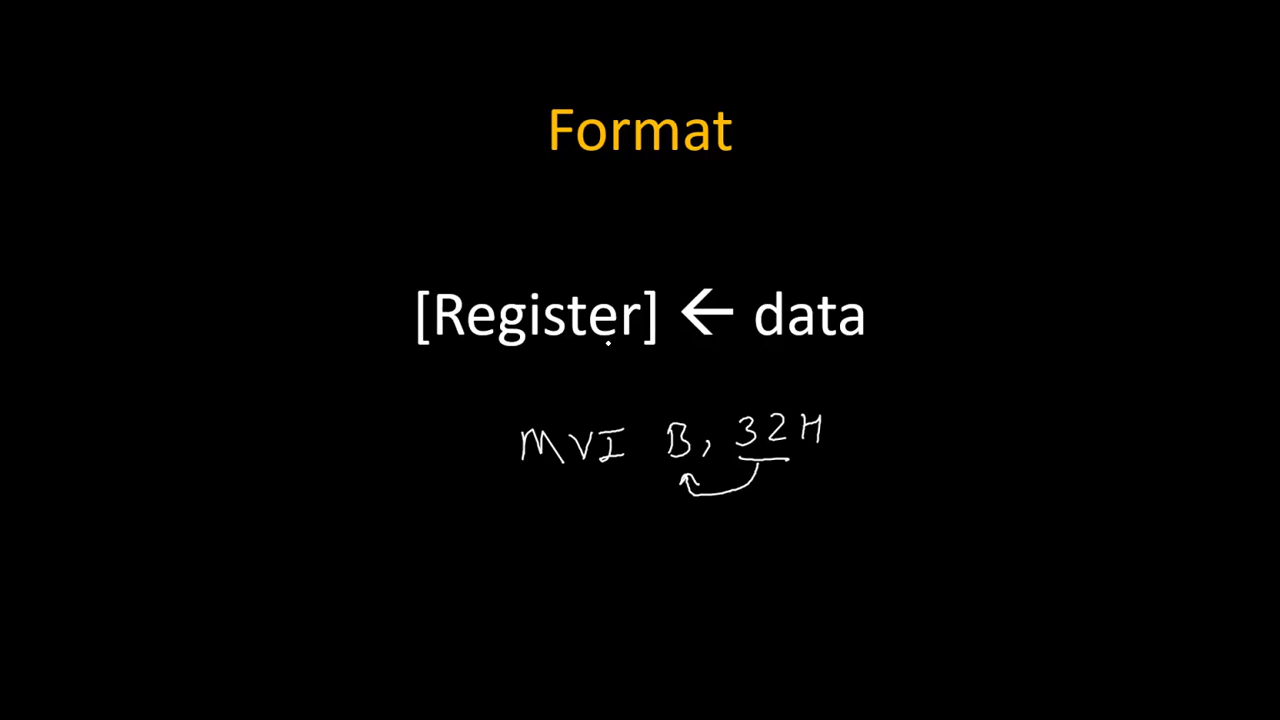 Format
[Register] ← data
MVI B, 32H